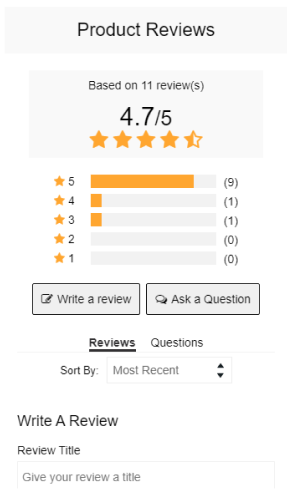 Product Reviews
Based on 11 review(s)
4.7/5
5 (9)
4 (1)
3 (1)
2 (0)
1 (0)
Write a review Ask a Question
Reviews Questions
Sort By: Most Recent
Write A Review
Review Title
Give your review a title